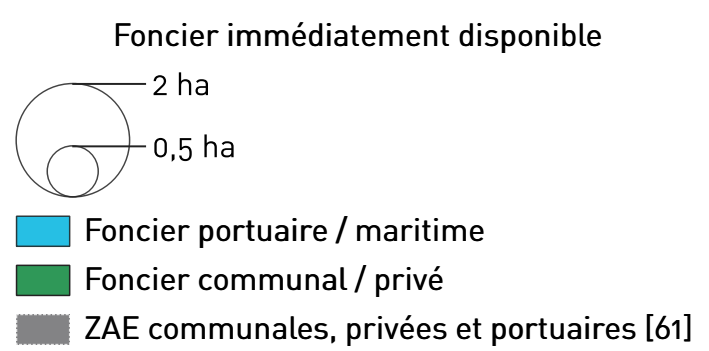 Foncier immédiatement disponible
2 ha
0,5 ha
Foncier portuaire / maritime
Foncier communal / privé
ZAE communales, privées et portuaires [61]